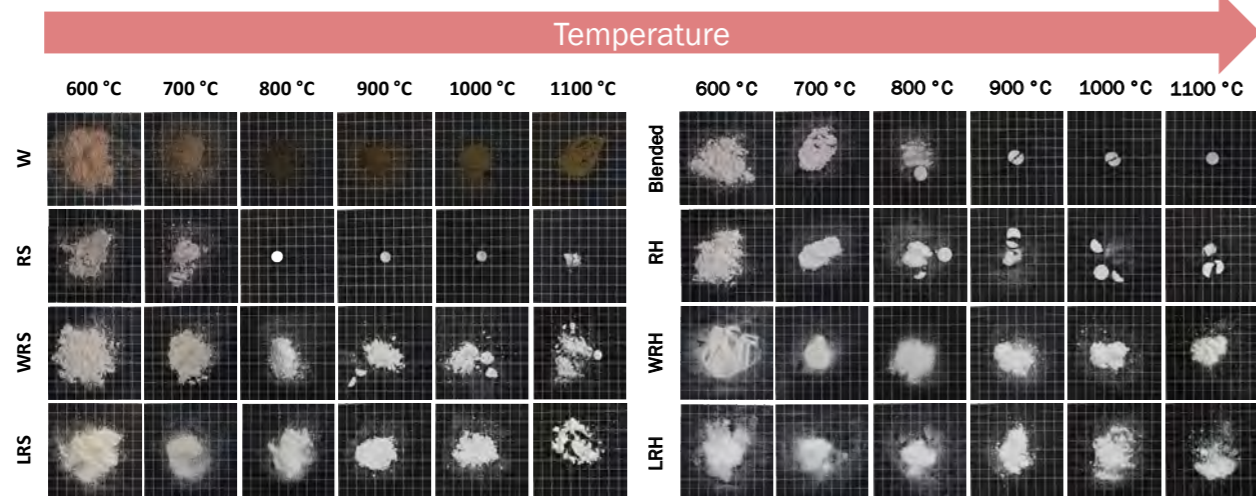 Temperature
600 °C 700 °C 800 °C 900 °C 1000 °C 1100 °C
600 °C 700 °C 800 °C 900 °C 1000 °C 1100 °C
W
RS
WRS
LRS
Blended
RH
WRH
LRH